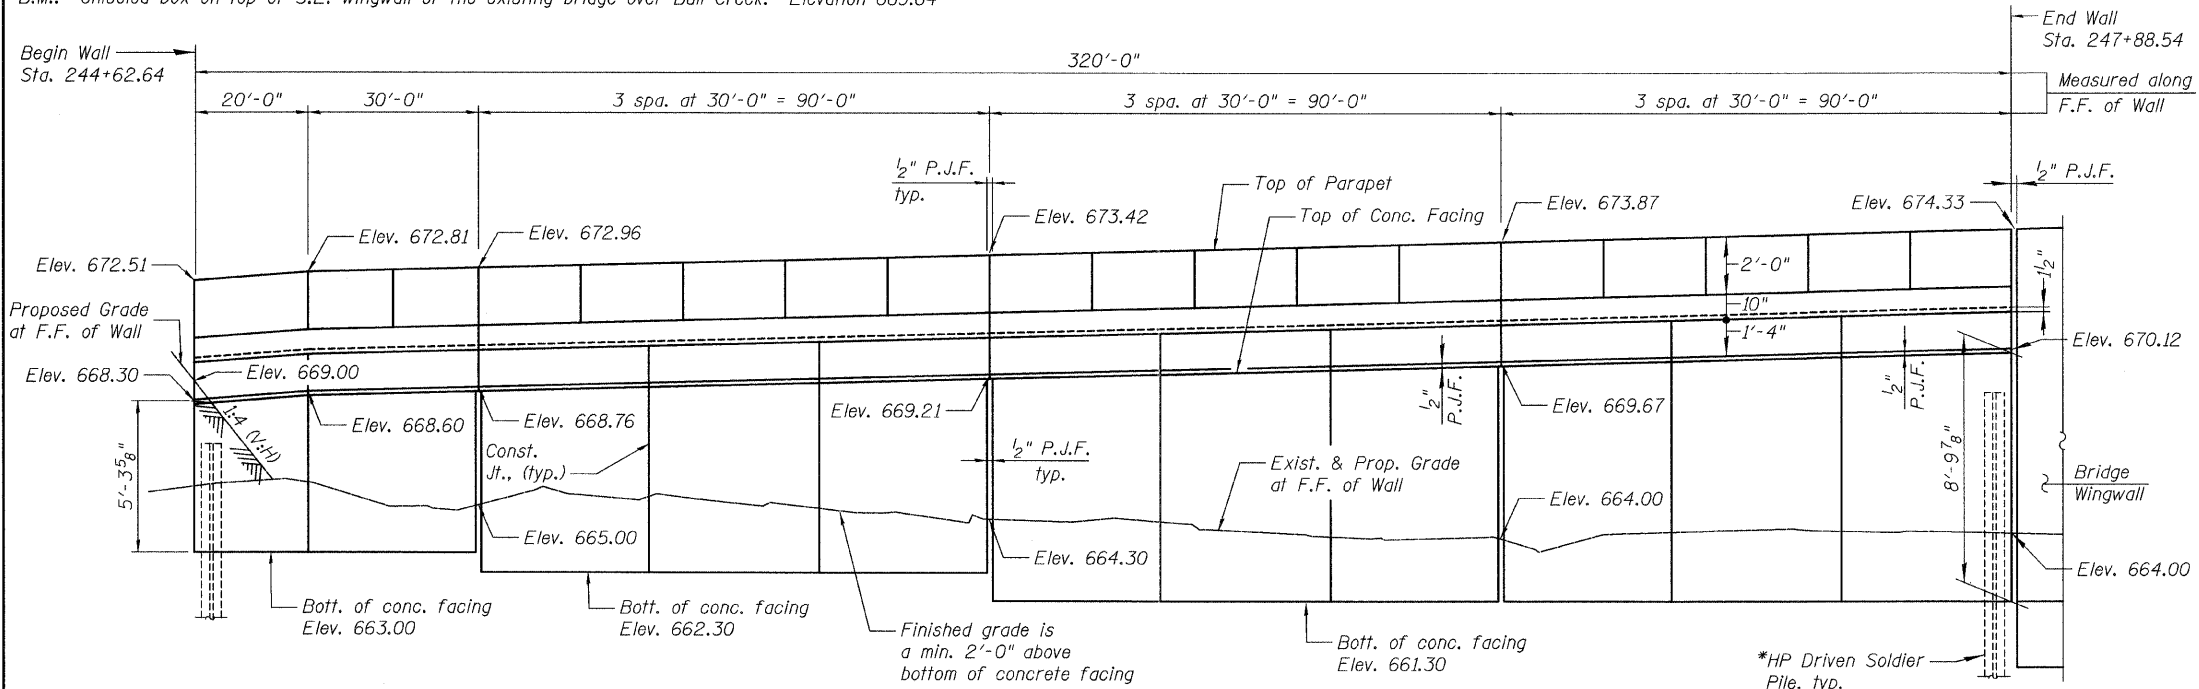 B.M.: Chiseled box on top of S.E. Wingwall of the existing bridge over Bull Creek. Elevation 665.64
Begin Wall
Sta. 244+62.64
End Wall
Sta. 247+88.54
320'-0"
Measured along
F.F. of Wall
20'-0"
30'-0"
3 spa. at 30'-0" = 90'-0"
3 spa. at 30'-0" = 90'-0"
3 spa. at 30'-0" = 90'-0"
1/2" P.J.F.
typ.
Top of Parapet
Top of Conc. Facing
1/2" P.J.F.
Elev. 672.51
Elev. 672.81
Elev. 672.96
Elev. 673.42
Elev. 673.87
Elev. 674.33
2'-0"
10"
1'-4"
1 1/2"
Proposed Grade
at F.F. of Wall
Elev. 668.30
Elev. 669.00
1:4 (V:H)
Elev. 668.60
Elev. 668.76
Elev. 669.21
1/2"
P.J.F.
Elev. 669.67
1/2"
P.J.F.
Elev. 670.12
5'-3 5/8"
Const.
Jt., (typ.)
1/2" P.J.F.
typ.
Exist. & Prop. Grade
at F.F. of Wall
Elev. 664.00
8'-9 7/8"
Bridge
Wingwall
Elev. 665.00
Elev. 664.30
Elev. 664.00
Bott. of conc. facing
Elev. 663.00
Bott. of conc. facing
Elev. 662.30
Finished grade is
a min. 2'-0" above
bottom of concrete facing
Bott. of conc. facing
Elev. 661.30
*HP Driven Soldier
Pile, typ.